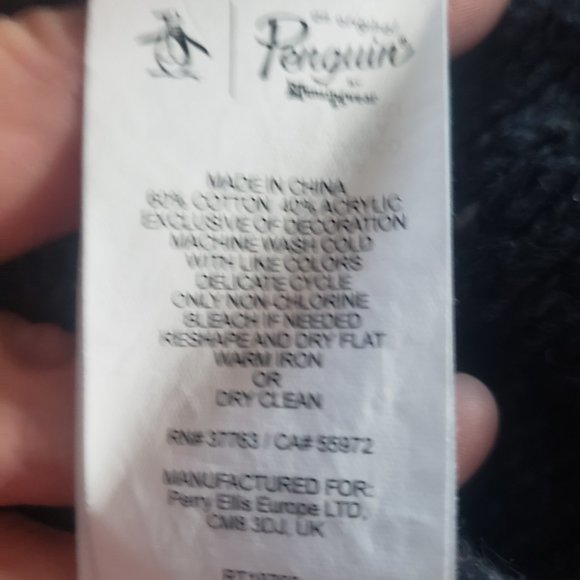 an original
Penguin
by
Munsingwear
MADE IN CHINA
60% COTTON 40% ACRYLIC
EXCLUSIVE OF DECORATION
MACHINE WASH COLD
WITH LIKE COLORS
DELICATE CYCLE
ONLY NON-CHLORINE
BLEACH IF NEEDED
RESHAPE AND DRY FLAT
WARM IRON
OR
DRY CLEAN
RN# 37763 / CA# 55972
MANUFACTURED FOR:
Perry Ellis Europe LTD,
CM8 3DJ, UK